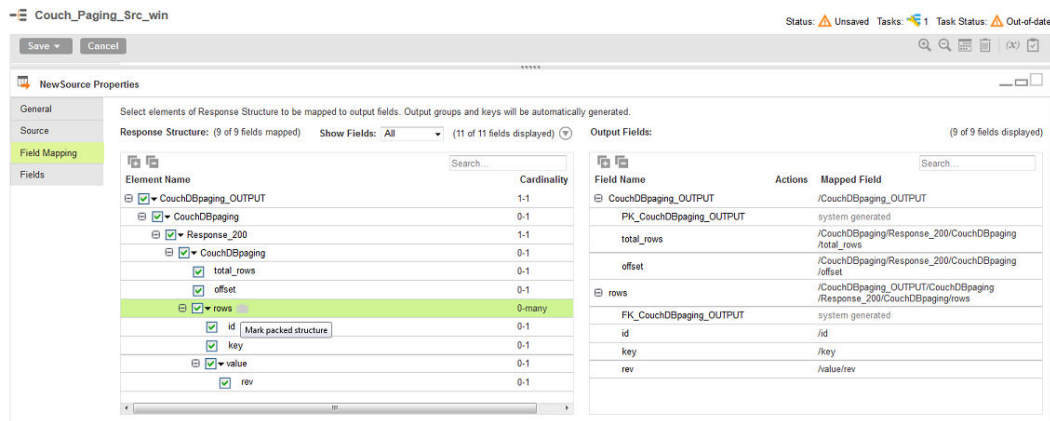 Couch_Paging_Src_win
Status: Unsaved Tasks: 1 Task Status: Out-of-date
Save Cancel (x)
NewSource Properties
General
Source
Field Mapping
Fields
Select elements of Response Structure to be mapped to output fields. Output groups and keys will be automatically generated.
Response Structure: (9 of 9 fields mapped) Show Fields: All (11 of 11 fields displayed)
Search...
Element Name Cardinality
CouchDBpaging_OUTPUT 1-1
CouchDBpaging 0-1
Response_200 1-1
CouchDBpaging 0-1
total_rows 0-1
offset 0-1
rows 0-many
id 0-1
Mark packed structure
key 0-1
value 0-1
rev 0-1
Output Fields: (9 of 9 fields displayed)
Search...
Field Name Actions Mapped Field
CouchDBpaging_OUTPUT /CouchDBpaging_OUTPUT
PK_CouchDBpaging_OUTPUT system generated
total_rows /CouchDBpaging/Response_200/CouchDBpaging
/total_rows
offset /CouchDBpaging/Response_200/CouchDBpaging
/offset
rows /CouchDBpaging_OUTPUT/CouchDBpaging
/Response_200/CouchDBpaging/rows
FK_CouchDBpaging_OUTPUT system generated
id /id
key /key
rev /value/rev